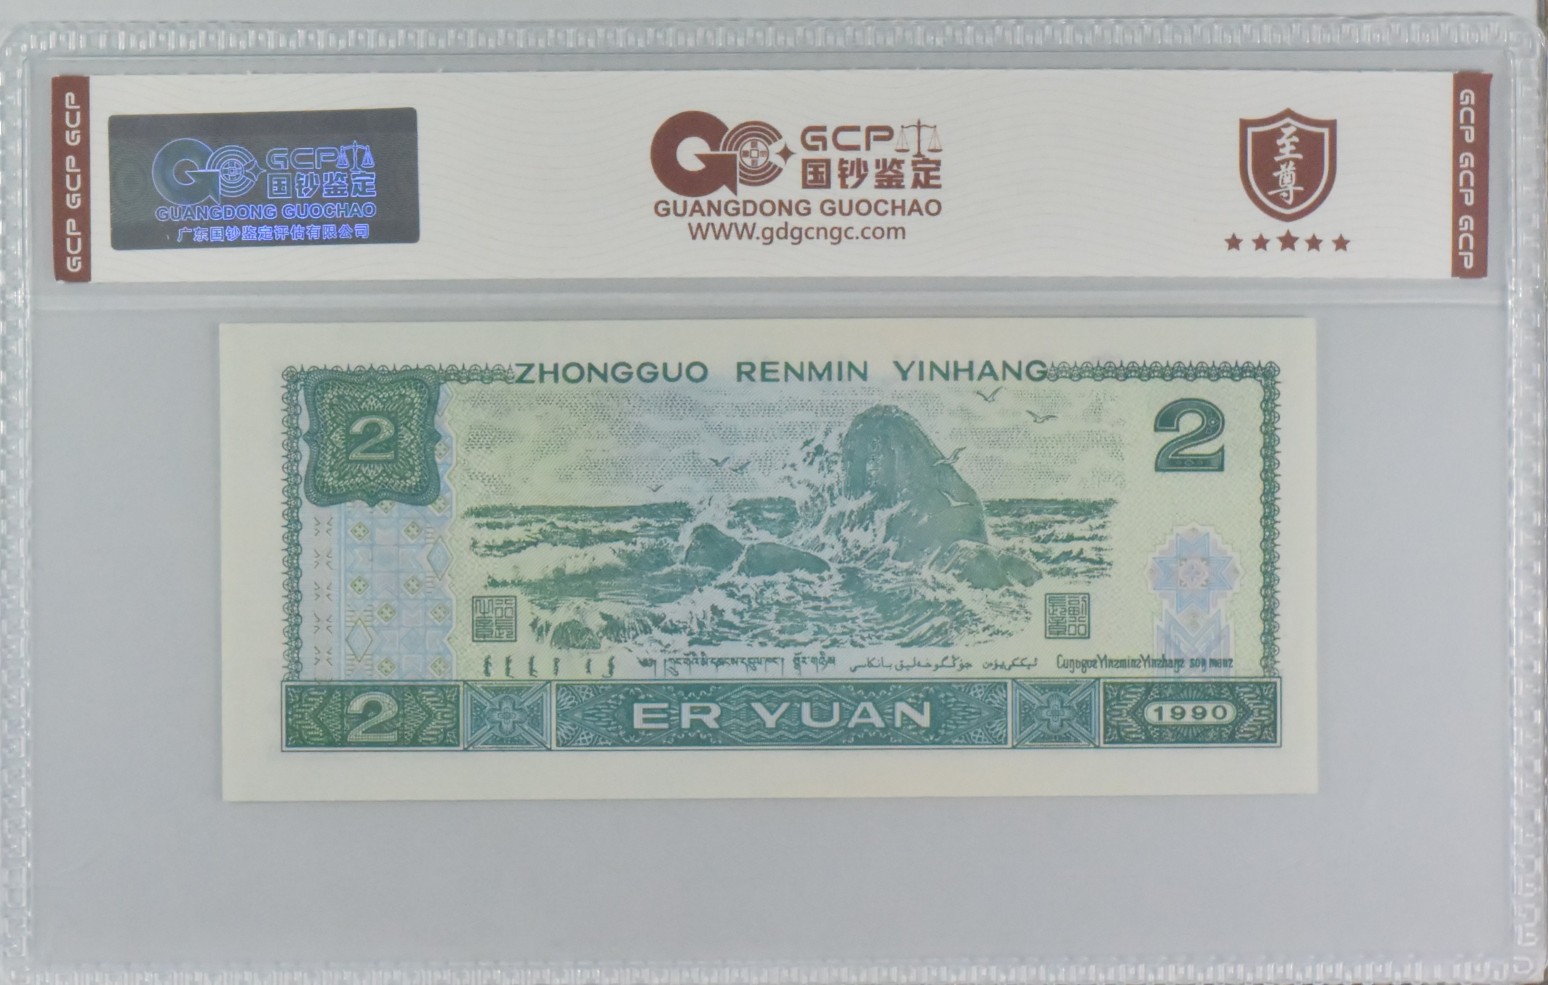 GCP GCP GCP
GCP
国钞鉴定
GUANGDONG GUOCHAO
广东国钞鉴定评估有限公司
GCP
国钞鉴定
GUANGDONG GUOCHAO
WWW.gdgcngc.com
至尊
GCP GCP GCP
ZHONGGUO RENMIN YINHANG
2
2
2
ER YUAN
1990